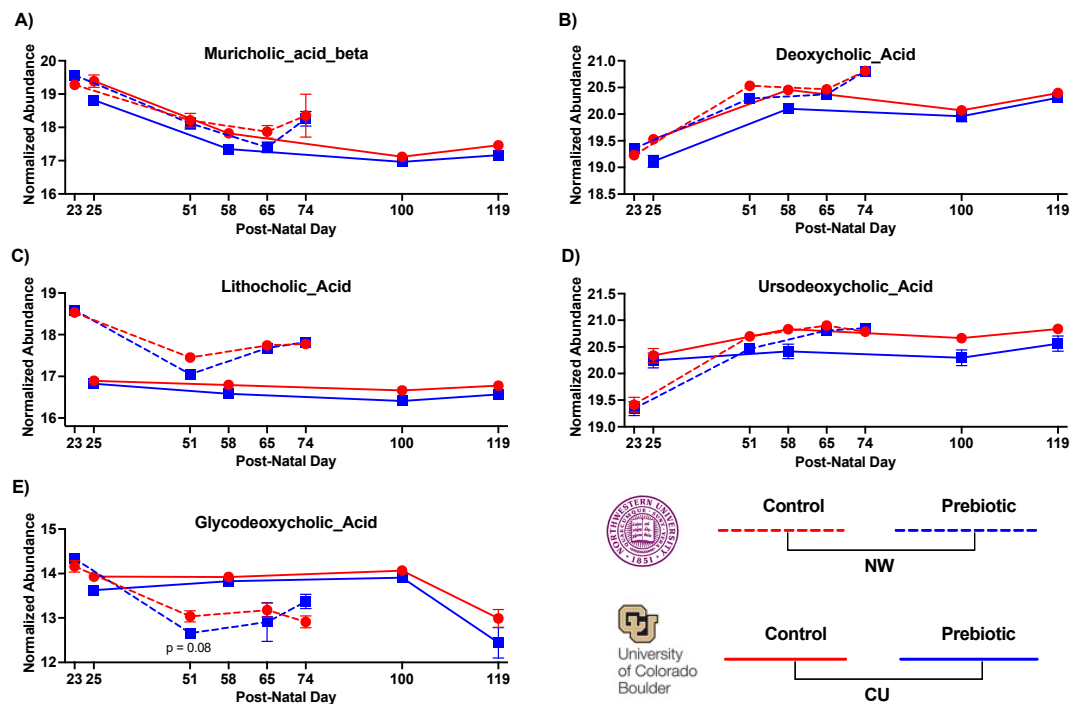 A)
Muricholic_acid_beta
Normalized Abundance
20
19
18
17
16
23 25 51 58 65 74 100 119
Post-Natal Day
B)
Deoxycholic_Acid
Normalized Abundance
21.0
20.5
20.0
19.5
19.0
18.5
23 25 51 58 65 74 100 119
Post-Natal Day
C)
Lithocholic_Acid
Normalized Abundance
19
18
17
16
23 25 51 58 65 74 100 119
Post-Natal Day
D)
Ursodeoxycholic_Acid
Normalized Abundance
21.5
21.0
20.5
20.0
19.5
19.0
23 25 51 58 65 74 100 119
Post-Natal Day
E)
Glycodeoxycholic_Acid
Normalized Abundance
15
14
13
12
p = 0.08
23 25 51 58 65 74 100 119
Post-Natal Day
NORTHWESTERN UNIVERSITY
1851
Control Prebiotic
NW
CU
University
of Colorado
Boulder
Control Prebiotic
CU